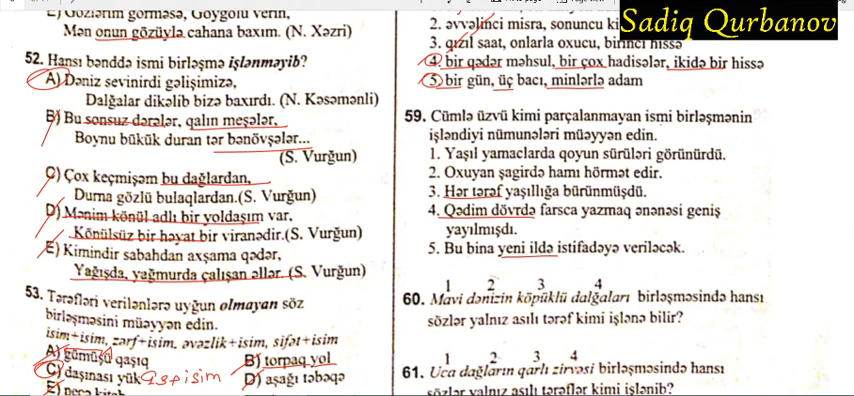 E) Gözlərim görməsə, Göygölü verin,
Mən onun gözüylə cahana baxım. (N. Xəzri)
52. Hansı bənddə ismi birləşmə işlənməyib?
A) Dəniz sevinirdi gəlişimizə,
Dalğalar dikəlib bizə baxırdı. (N. Kəsəmənli)
B) Bu sonsuz dərələr, qalın meşələr,
Boynu bükük duran tər bənövşələr...
(S. Vurğun)
C) Çox keçmişəm bu dağlardan,
Durna gözlü bulaqlardan.(S. Vurğun)
D) Mənim könül adlı bir yoldaşım var,
Könülsüz bir həyat bir viranədir.(S. Vurğun)
E) Kimindir sabahdan axşama qədər,
Yağışda, yağmurda çalışan əllər. (S. Vurğun)
53. Tərəfləri verilənlərə uyğun olmayan söz
birləşməsini müəyyən edin.
isim+isim, zərf+isim, əvəzlik+isim, sifət+isim
A) gümüşü qaşıq
B) torpaq yol
C) daşınası yük
isim
D) aşağı təbəqə
E) neçə kitab
Sadiq Qurbanov
2. əvvəlinci misra, sonuncu
3. qızıl saat, onlarla oxucu, birinci hissə
4. bir qədər məhsul, bir çox hadisələr, ikidə bir hissə
5. bir gün, üç bacı, minlərlə adam
59. Cümlə üzvü kimi parçalanmayan ismi birləşmənin
işləndiyi nümunələri müəyyən edin.
1. Yaşıl yamaclarda qoyun sürüləri görünürdü.
2. Oxuyan şagirdə hamı hörmət edir.
3. Hər tərəf yaşıllığa bürünmüşdü.
4. Qədim dövrdə farsca yazmaq ənənəsi geniş
yayılmışdı.
5. Bu bina yeni ildə istifadəyə veriləcək.
1 2 3 4
60. Mavi dənizin köpüklü dalğaları birləşməsində hansı
sözlər yalnız asılı tərəf kimi işlənə bilir?
1 2 3 4
61. Uca dağların qarlı zirvəsi birləşməsində hansı
sözlər yalnız asılı tərəflər kimi işlənib?